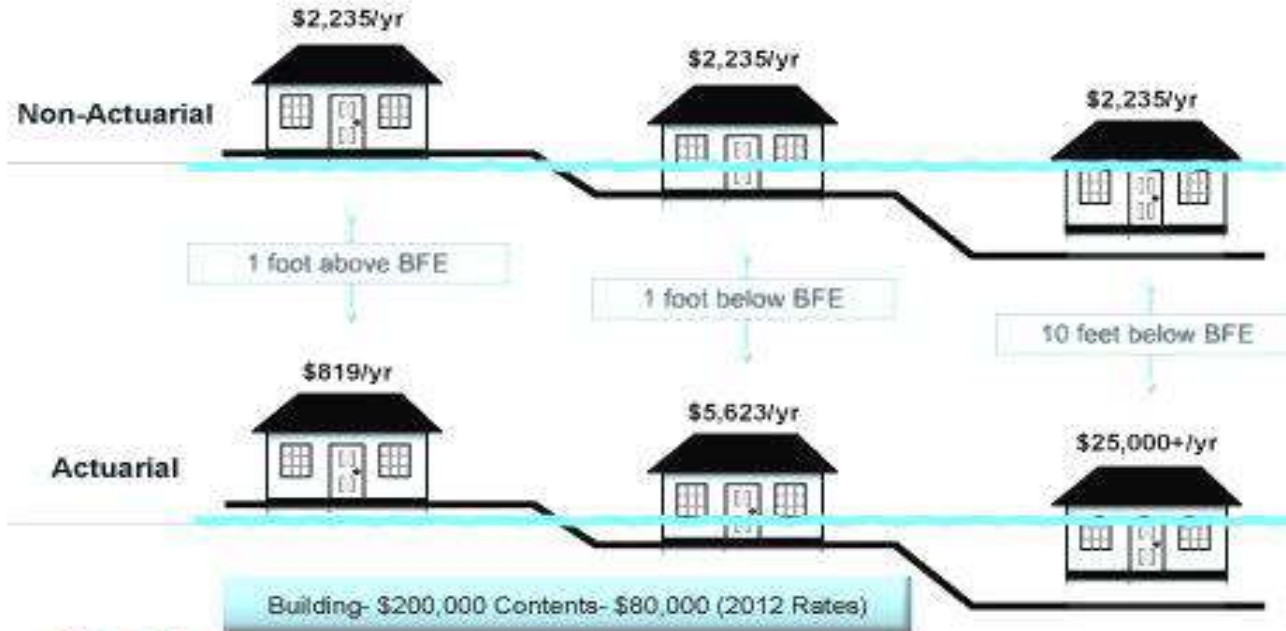 $2,235/yr
$2,235/yr
$2,235/yr
Non-Actuarial
1 foot above BFE
1 foot below BFE
10 feet below BFE
$819/yr
$5,623/yr
$25,000+/yr
Actuarial
Building- $200,000 Contents- $80,000 (2012 Rates)